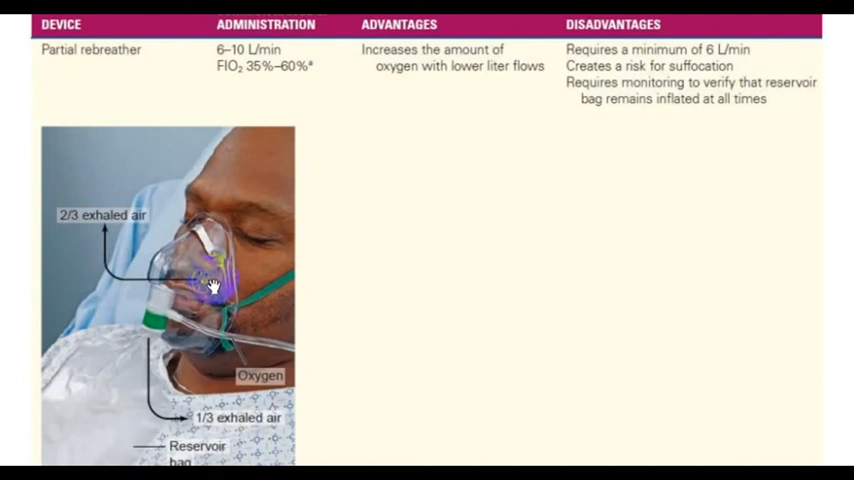 DEVICE ADMINISTRATION ADVANTAGES DISADVANTAGES
Partial rebreather 6–10 L/min Increases the amount of Requires a minimum of 6 L/min
FIO₂ 35%–60%ᵃ oxygen with lower liter flows Creates a risk for suffocation
Requires monitoring to verify that reservoir
bag remains inflated at all times
2/3 exhaled air
Oxygen
1/3 exhaled air
Reservoir
bag